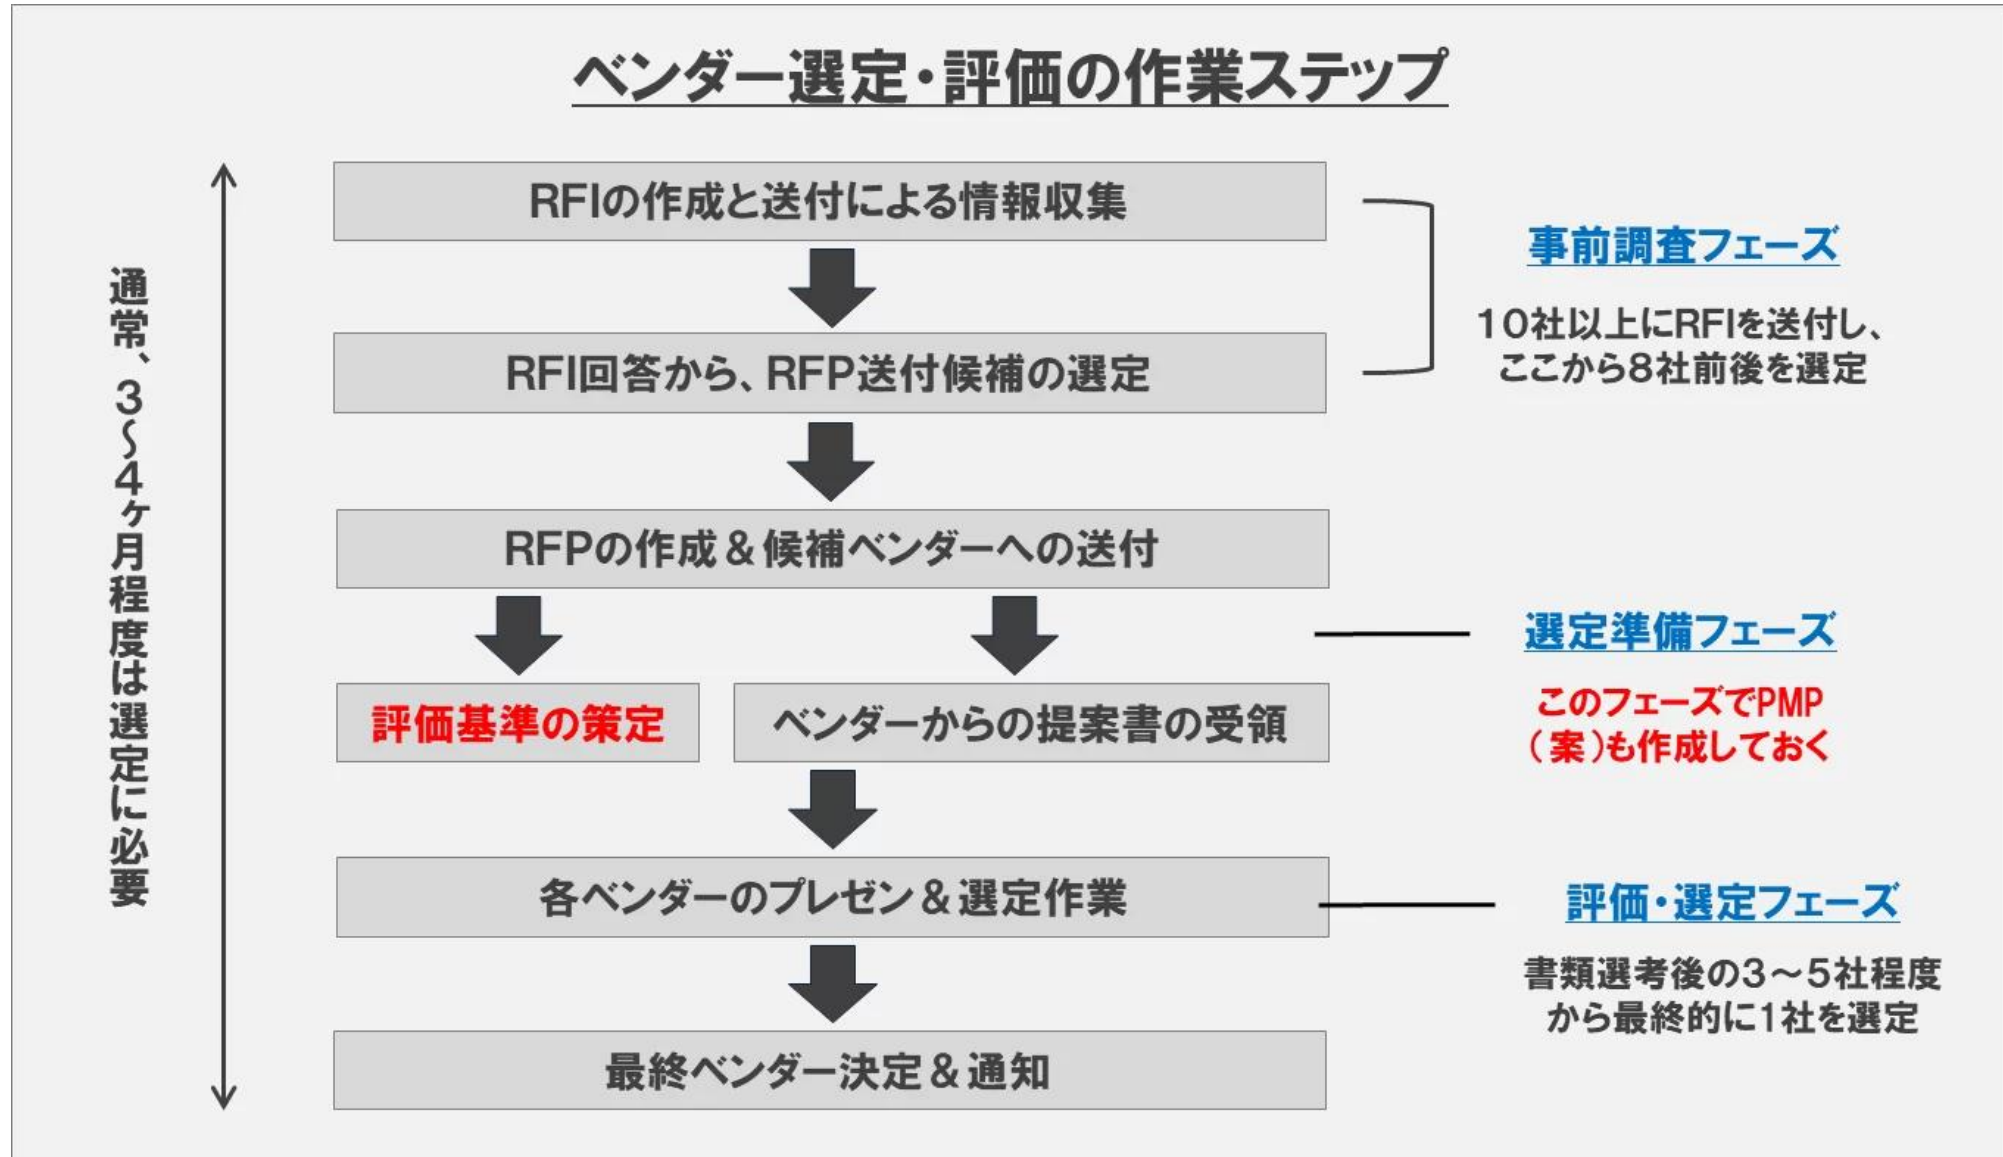 ベンダー選定・評価の作業ステップ
通常、3～4ヶ月程度は選定に必要
RFIの作成と送付による情報収集
RFI回答から、RFP送付候補の選定
事前調査フェーズ
10社以上にRFIを送付し、
ここから8社前後を選定
RFPの作成＆候補ベンダーへの送付
評価基準の策定
ベンダーからの提案書の受領
選定準備フェーズ
このフェーズでPMP
（案）も作成しておく
各ベンダーのプレゼン＆選定作業
評価・選定フェーズ
書類選考後の3～5社程度
から最終的に1社を選定
最終ベンダー決定＆通知